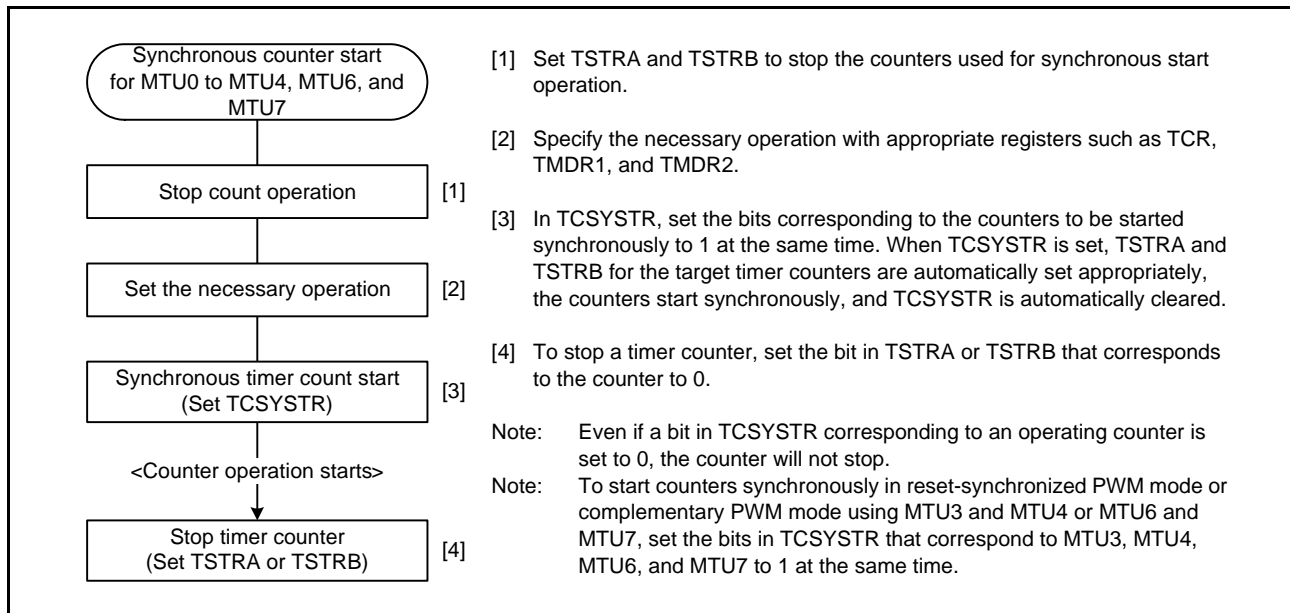 Synchronous counter start
for MTU0 to MTU4, MTU6, and
MTU7
Stop count operation
[1]
Set the necessary operation
[2]
Synchronous timer count start
(Set TCSYSTR)
[3]
<Counter operation starts>
Stop timer counter
(Set TSTRA or TSTRB)
[4]
[1] Set TSTRA and TSTRB to stop the counters used for synchronous start
operation.
[2] Specify the necessary operation with appropriate registers such as TCR,
TMDR1, and TMDR2.
[3] In TCSYSTR, set the bits corresponding to the counters to be started
synchronously to 1 at the same time. When TCSYSTR is set, TSTRA and
TSTRB for the target timer counters are automatically set appropriately,
the counters start synchronously, and TCSYSTR is automatically cleared.
[4] To stop a timer counter, set the bit in TSTRA or TSTRB that corresponds
to the counter to 0.
Note: Even if a bit in TCSYSTR corresponding to an operating counter is
set to 0, the counter will not stop.
Note: To start counters synchronously in reset-synchronized PWM mode or
complementary PWM mode using MTU3 and MTU4 or MTU6 and
MTU7, set the bits in TCSYSTR that correspond to MTU3, MTU4,
MTU6, and MTU7 to 1 at the same time.